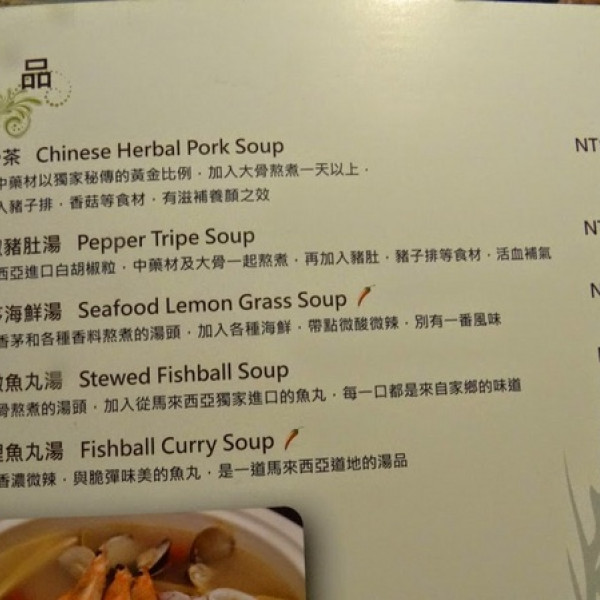 品
茶 Chinese Herbal Pork Soup NT
中藥材以獨家秘傳的黃金比例．加入大骨熬煮一天以上．
入豬子排．香菇等食材．有滋補養顏之效
豬肚湯 Pepper Tripe Soup NT
西亞進口白胡椒粒．中藥材及大骨一起熬煮．再加入豬肚．豬子排等食材．活血補氣
海鮮湯 Seafood Lemon Grass Soup N
香茅和各種香料熬煮的湯頭．加入各種海鮮．帶點微酸微辣．別有一番風味
魚丸湯 Stewed Fishball Soup
骨熬煮的湯頭．加入從馬來西亞獨家進口的魚丸．每一口都是來自家鄉的味道
魚丸湯 Fishball Curry Soup
香濃微辣．與脆彈味美的魚丸．是一道馬來西亞道地的湯品